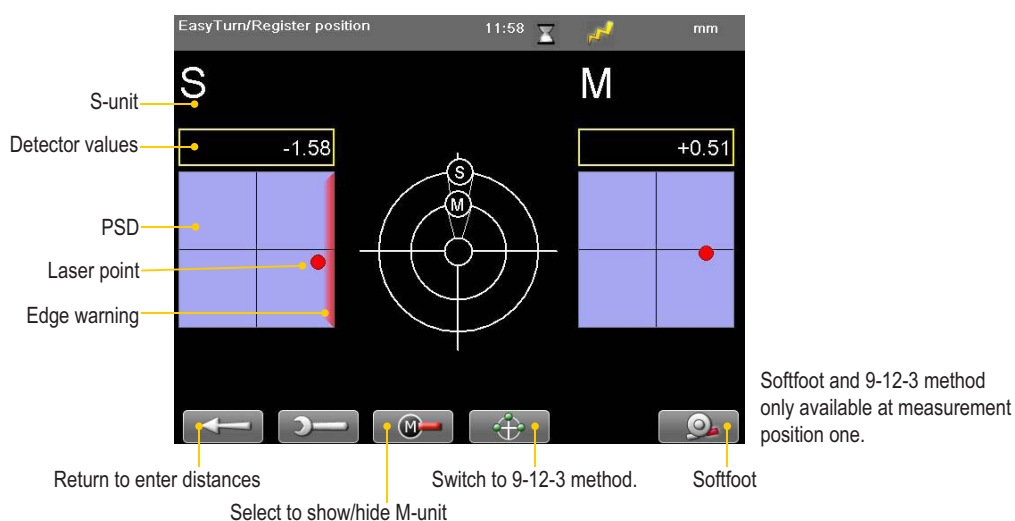 EasyTurn/Register position 11:58 mm
S M
S-unit
Detector values
-1.58 +0.51
S
M
PSD
Laser point
Edge warning
Softfoot and 9-12-3 method
only available at measurement
position one.
M
Return to enter distances Switch to 9-12-3 method. Softfoot
Select to show/hide M-unit